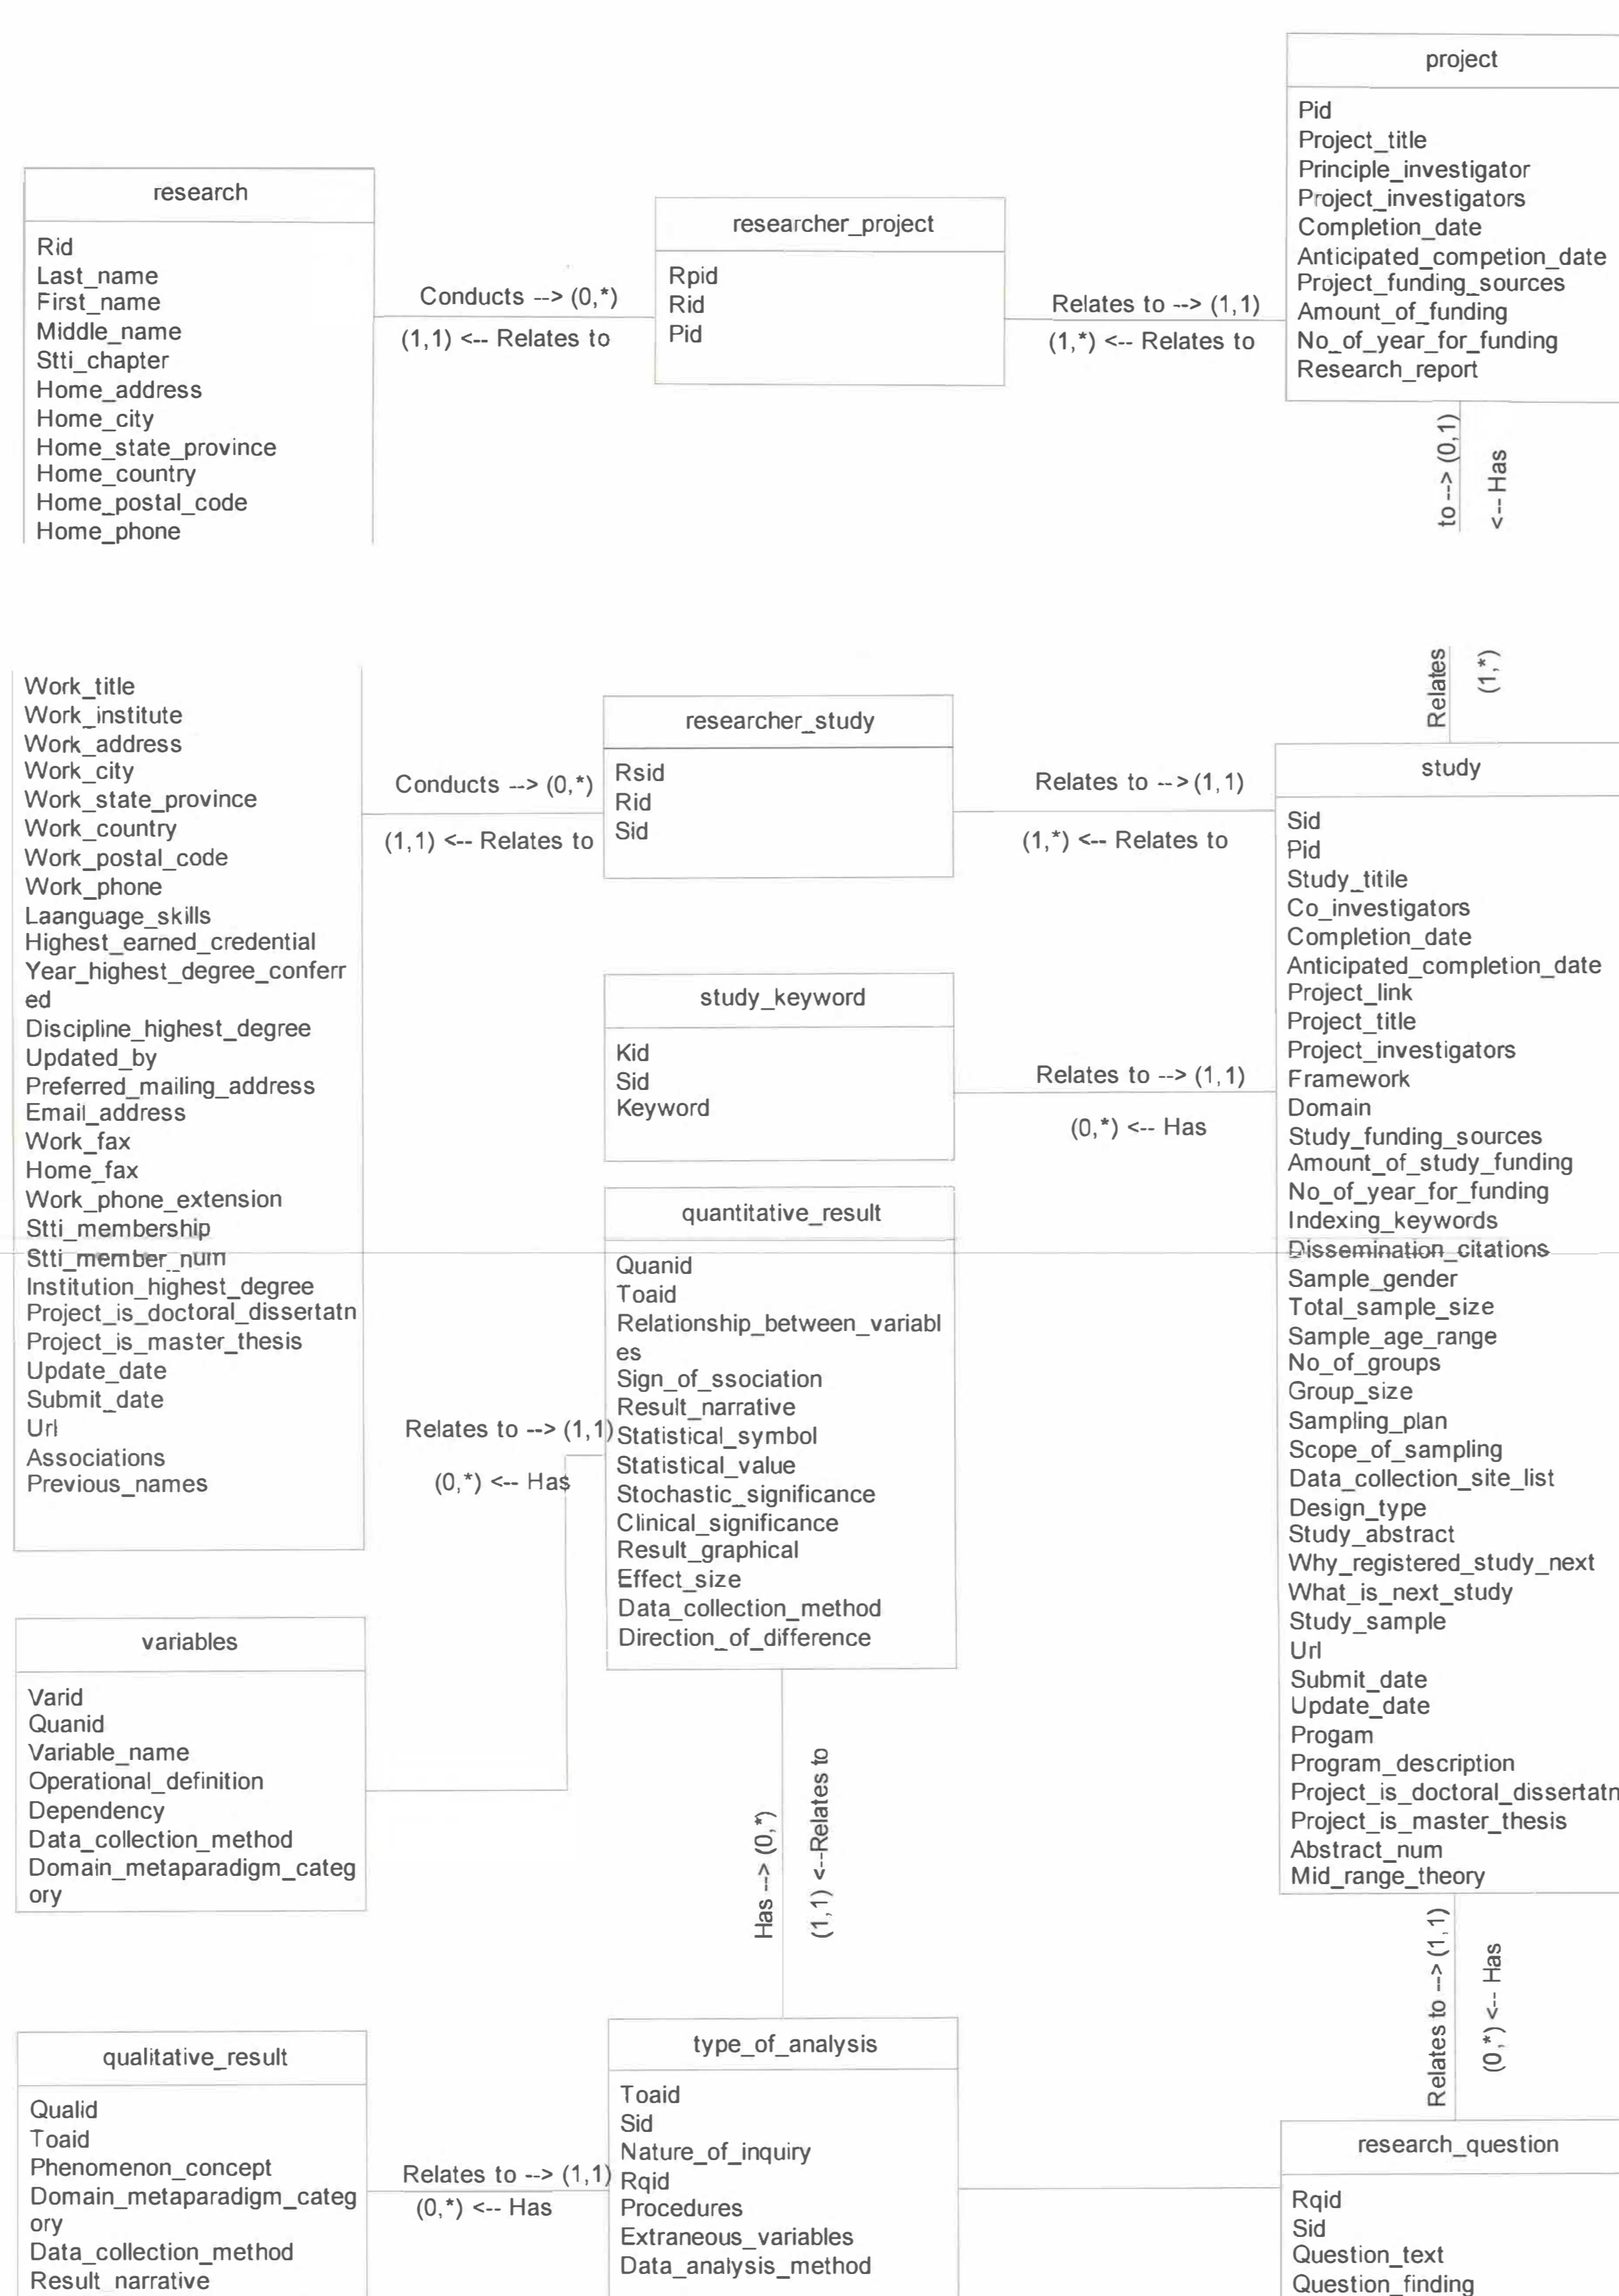 project
Pid
Project_title
Principle_investigator
Project_investigators
Completion_date
Anticipated_competion_date
Project_funding_sources
Amount_of_funding
No_of_year_for_funding
Research_report
research
Rid
Last_name
First_name
Middle_name
Stti_chapter
Home_address
Home_city
Home_state_province
Home_country
Home_postal_code
Home_phone
Conducts --> (0,*)
(1,1) <-- Relates to
researcher_project
Rpid
Rid
Pid
Relates to --> (1,1)
(1,*) <-- Relates to
to --> (0,1)
<-- Has
Relates
(1,*)
Work_title
Work_institute
Work_address
Work_city
Work_state_province
Work_country
Work_postal_code
Work_phone
Laanguage_skills
Highest_earned_credential
Year_highest_degree_conferr
ed
Discipline_highest_degree
Updated_by
Preferred_mailing_address
Email_address
Work_fax
Home_fax
Work_phone_extension
Stti_membership
Stti_member_num
Institution_highest_degree
Project_is_doctoral_dissertatn
Project_is_master_thesis
Update_date
Submit_date
Url
Associations
Previous_names
Conducts --> (0,*)
(1,1) <-- Relates to
researcher_study
Rsid
Rid
Sid
Relates to -->(1,1)
(1,*) <-- Relates to
study_keyword
Kid
Sid
Keyword
Relates to --> (1,1)
(0,*) <-- Has
study
Sid
Pid
Study_titile
Co_investigators
Completion_date
Anticipated_completion_date
Project_link
Project_title
Project_investigators
Framework
Domain
Study_funding_sources
Amount_of_study_funding
No_of_year_for_funding
Indexing_keywords
Dissemination_citations
Sample_gender
Total_sample_size
Sample_age_range
No_of_groups
Group_size
Sampling_plan
Scope_of_sampling
Data_collection_site_list
Design_type
Study_abstract
Why_registered_study_next
What_is_next_study
Study_sample
Url
Submit_date
Update_date
Progam
Program_description
Project_is_doctoral_dissertatn
Project_is_master_thesis
Abstract_num
Mid_range_theory
quantitative_result
Quanid
Toaid
Relationship_between_variabl
es
Sign_of_ssociation
Result_narrative
Statistical_symbol
Statistical_value
Stochastic_significance
Clinical_significance
Result_graphical
Effect_size
Data_collection_method
Direction_of_difference
Relates to --> (1,1)
(0,*) <-- Has
variables
Varid
Quanid
Variable_name
Operational_definition
Dependency
Data_collection_method
Domain_metaparadigm_categ
ory
Has --> (0,*)
(1,1) <--Relates to
Relates to --> (1,1)
(0,*) <-- Has
qualitative_result
Qualid
Toaid
Phenomenon_concept
Domain_metaparadigm_categ
ory
Data_collection_method
Result_narrative
Relates to --> (1,1)
(0,*) <-- Has
type_of_analysis
Toaid
Sid
Nature_of_inquiry
Rqid
Procedures
Extraneous_variables
Data_analysis_method
research_question
Rqid
Sid
Question_text
Question_finding